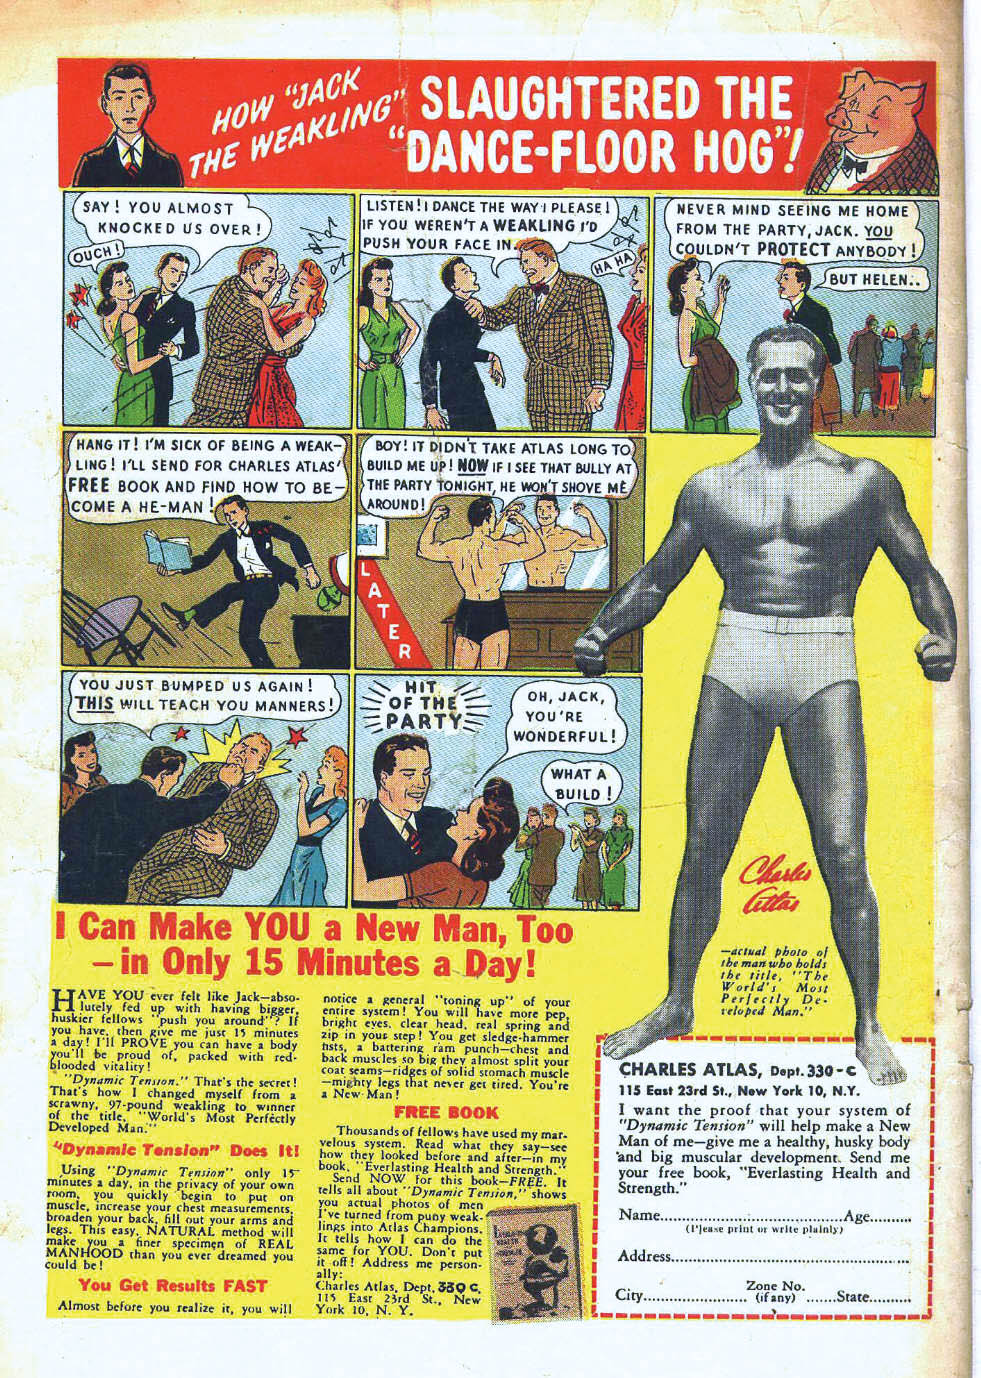 HOW "JACK
THE WEAKLING"
SLAUGHTERED THE
"DANCE-FLOOR HOG"!
SAY! YOU ALMOST
KNOCKED US OVER!
OUCH!
LISTEN! I DANCE THE WAY I PLEASE!
IF YOU WEREN'T A WEAKLING I'D
PUSH YOUR FACE IN.
HA HA
NEVER MIND SEEING ME HOME
FROM THE PARTY, JACK. YOU
COULDN'T PROTECT ANYBODY!
BUT HELEN..
HANG IT! I'M SICK OF BEING A WEAK-
LING! I'LL SEND FOR CHARLES ATLAS'
FREE BOOK AND FIND HOW TO BE-
COME A HE-MAN!
BOY! IT DIDN'T TAKE ATLAS LONG TO
BUILD ME UP! NOW IF I SEE THAT BULLY AT
THE PARTY TONIGHT, HE WON'T SHOVE ME
AROUND!
LATER
YOU JUST BUMPED US AGAIN!
THIS WILL TEACH YOU MANNERS!
HIT
OF THE
PARTY
OH, JACK,
YOU'RE
WONDERFUL!
WHAT A
BUILD!
Charles
Atlas
—actual photo of
the man who holds
the title, "The
World's Most
Perfectly De-
veloped Man."
I Can Make YOU a New Man, Too
—in Only 15 Minutes a Day!
HAVE YOU ever felt like Jack—abso-
lutely fed up with having bigger,
huskier fellows "push you around"? If
you have, then give me just 15 minutes
a day! I'll PROVE you can have a body
you'll be proud of, packed with red-
blooded vitality!
"Dynamic Tension." That's the secret!
That's how I changed myself from a
scrawny, 97-pound weakling to winner
of the title, "World's Most Perfectly
Developed Man."
"Dynamic Tension" Does It!
Using "Dynamic Tension" only 15
minutes a day, in the privacy of your own
room, you quickly begin to put on
muscle, increase your chest measurements,
broaden your back, fill out your arms and
legs. This easy, NATURAL method will
make you a finer specimen of REAL
MANHOOD than you ever dreamed you
could be!
You Get Results FAST
Almost before you realize it, you will
notice a general "toning up" of your
entire system! You will have more pep,
bright eyes, clear head, real spring and
zip in your step! You get sledge-hammer
fists, a battering ram punch—chest and
back muscles so big they almost split your
coat seams—ridges of solid stomach muscle
—mighty legs that never get tired. You're
a New Man!
FREE BOOK
Thousands of fellows have used my mar-
velous system. Read what they say—see
how they looked before and after—in my
book, "Everlasting Health and Strength."
Send NOW for this book—FREE. It
tells all about "Dynamic Tension," shows
you actual photos of men
I've turned from puny weak-
lings into Atlas Champions.
It tells how I can do the
same for YOU. Don't put
it off! Address me person-
ally:
Charles Atlas, Dept. 330 C,
115 East 23rd St., New
York 10, N. Y.
CHARLES ATLAS, Dept. 330-C
115 East 23rd St., New York 10, N.Y.
I want the proof that your system of
"Dynamic Tension" will help make a New
Man of me—give me a healthy, husky body
and big muscular development. Send me
your free book, "Everlasting Health and
Strength."
Name..............................Age..........
(Please print or write plainly)
Address..............................................
Zone No.
City..................... (if any) ......State..........